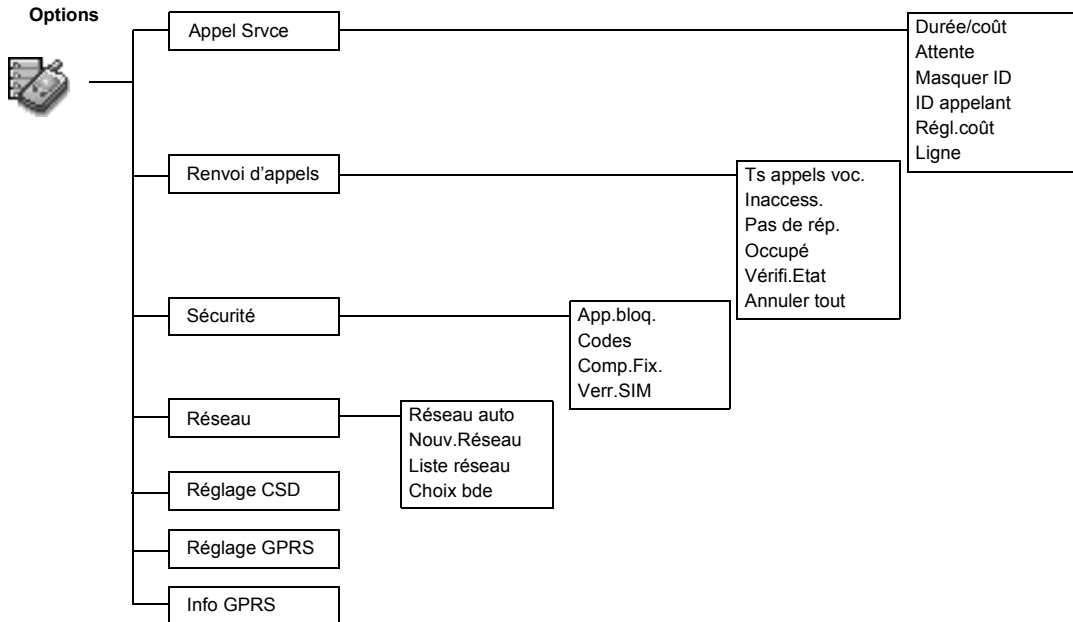 Options
Appel Srvce
Durée/coût
Attente
Masquer ID
ID appelant
Régl.coût
Ligne
Renvoi d’appels
Ts appels voc.
Inaccess.
Pas de rép.
Occupé
Vérifi.Etat
Annuler tout
Sécurité
App.bloq.
Codes
Comp.Fix.
Verr.SIM
Réseau
Réseau auto
Nouv.Réseau
Liste réseau
Choix bde
Réglage CSD
Réglage GPRS
Info GPRS